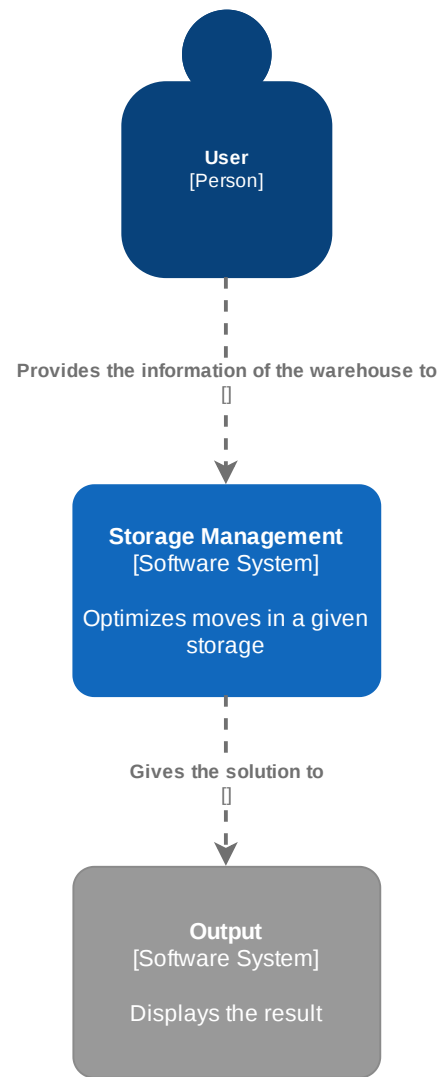 User
[Person]
Provides the information of the warehouse to
[]
Storage Management
[Software System]
Optimizes moves in a given
storage
Gives the solution to
[]
Output
[Software System]
Displays the result